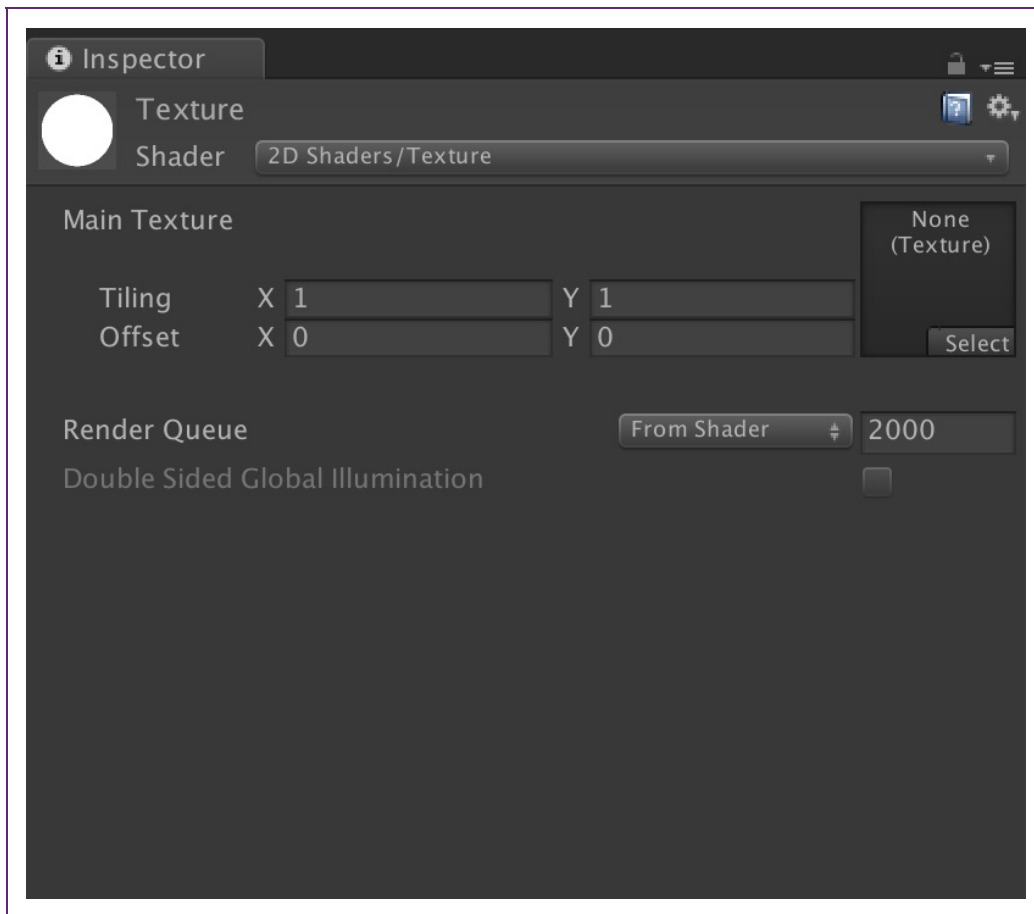 Inspector
Texture
Shader 2D Shaders/Texture
Main Texture
None
(Texture)
Tiling X 1 Y 1
Offset X 0 Y 0
Select
Render Queue From Shader 2000
Double Sided Global Illumination